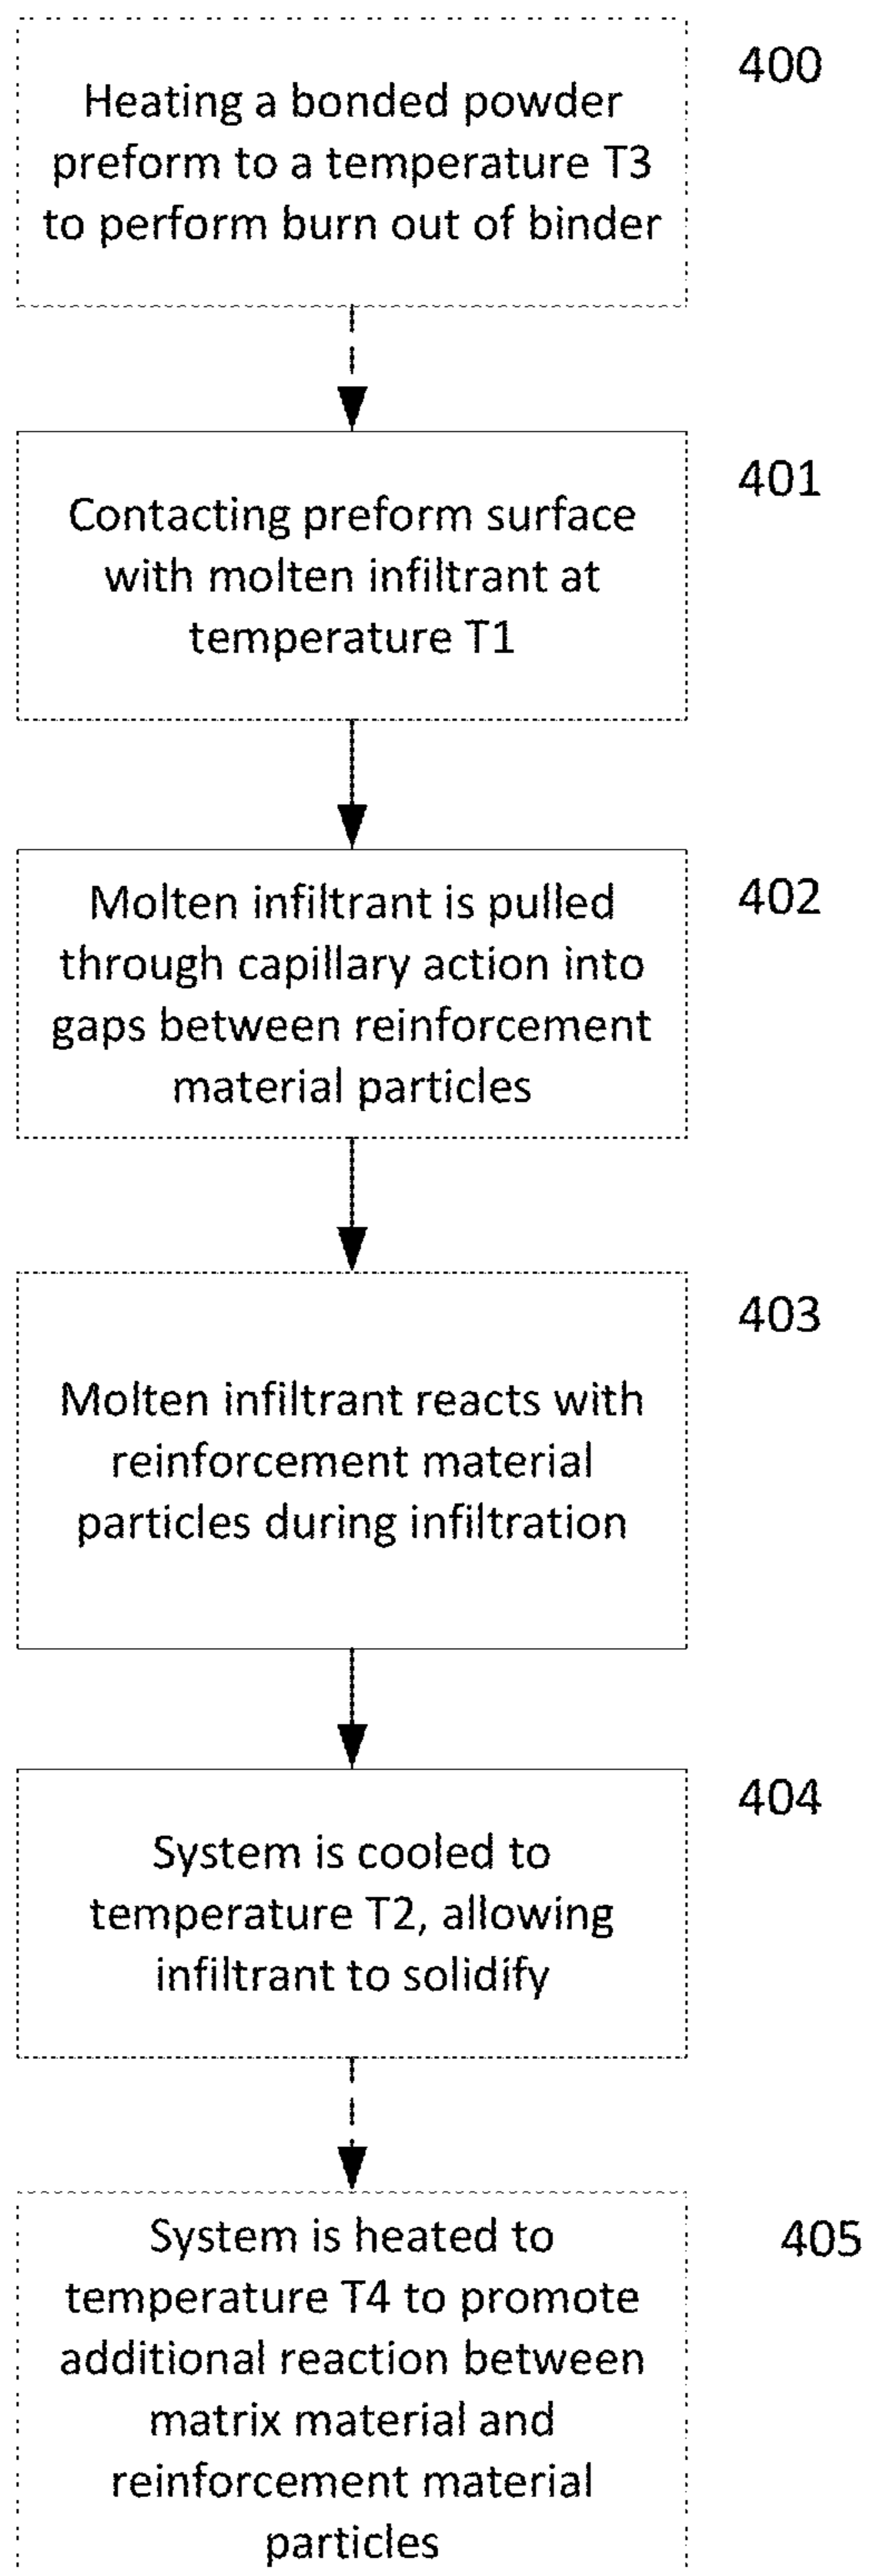 400
Heating a bonded powder
preform to a temperature T3
to perform burn out of binder
401
Contacting preform surface
with molten infiltrant at
temperature T1
402
Molten infiltrant is pulled
through capillary action into
gaps between reinforcement
material particles
403
Molten infiltrant reacts with
reinforcement material
particles during infiltration
404
System is cooled to
temperature T2, allowing
infiltrant to solidify
405
System is heated to
temperature T4 to promote
additional reaction between
matrix material and
reinforcement material
particles